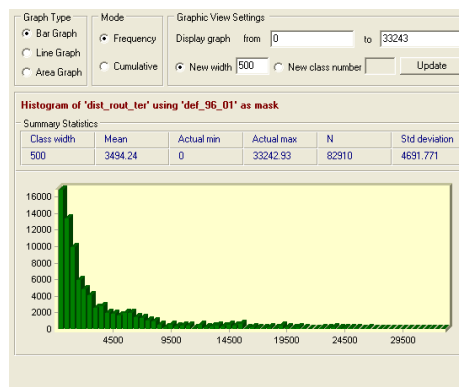 Graph Type Mode Graphic View Settings
Bar Graph Frequency Display graph from 0 to 33243
Line Graph
Area Graph Cumulative New width 500 New class number Update
Histogram of 'dist_rout_ter' using 'def_96_01' as mask
Summary Statistics
Class width Mean Actual min Actual max N Std deviation
500 3494.24 0 33242.93 82910 4691.771
16000
14000
12000
10000
8000
6000
4000
2000
0
4500 9500 14500 19500 24500 29500